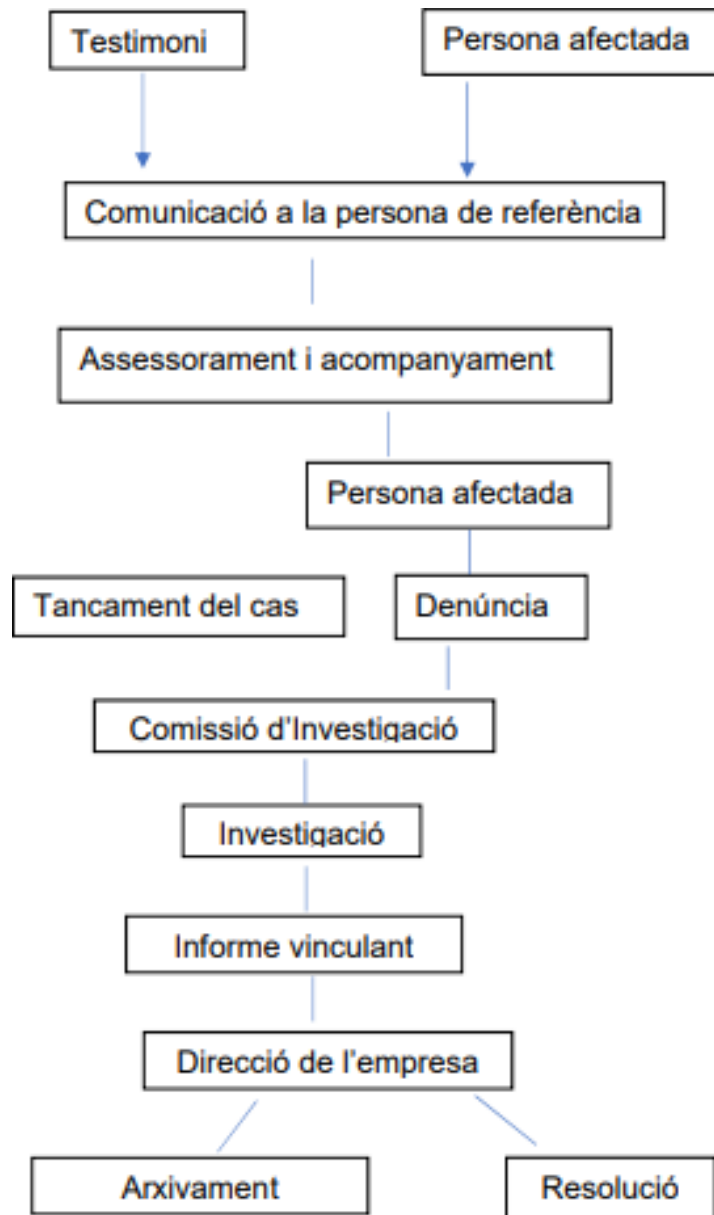 Testimoni
Persona afectada
Comunicació a la persona de referència
Assessorament i acompanyament
Persona afectada
Tancament del cas
Denúncia
Comissió d’Investigació
Investigació
Informe vinculant
Direcció de l’empresa
Arxivament
Resolució